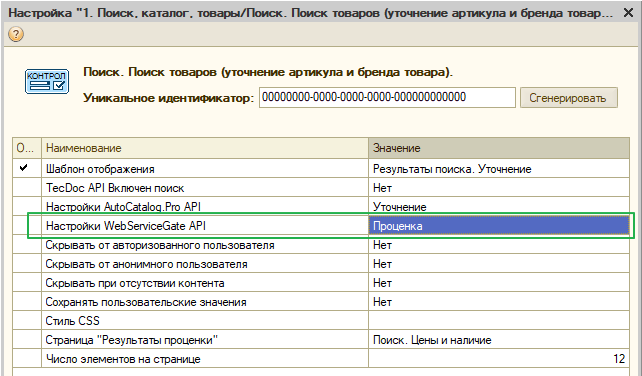 Настройка "1. Поиск, каталог, товары/Поиск. Поиск товаров (уточнение артикула и бренда товар...
?
КОНТРОЛ
Поиск. Поиск товаров (уточнение артикула и бренда товара).
Уникальное идентификатор: 00000000-0000-0000-0000-000000000000 Сгенерировать
О... Наименование Значение
Шаблон отображения Результаты поиска. Уточнение
TecDoc API Включен поиск Нет
Настройки AutoCatalog.Pro API Уточнение
Настройки WebServiceGate API Проценка
Скрывать от авторизованного пользователя Нет
Скрывать от анонимного пользователя Нет
Скрывать при отсутствии контента Нет
Сохранять пользовательские значения Нет
Стиль CSS
Страница "Результаты проценки" Поиск. Цены и наличие
Число элементов на странице 12